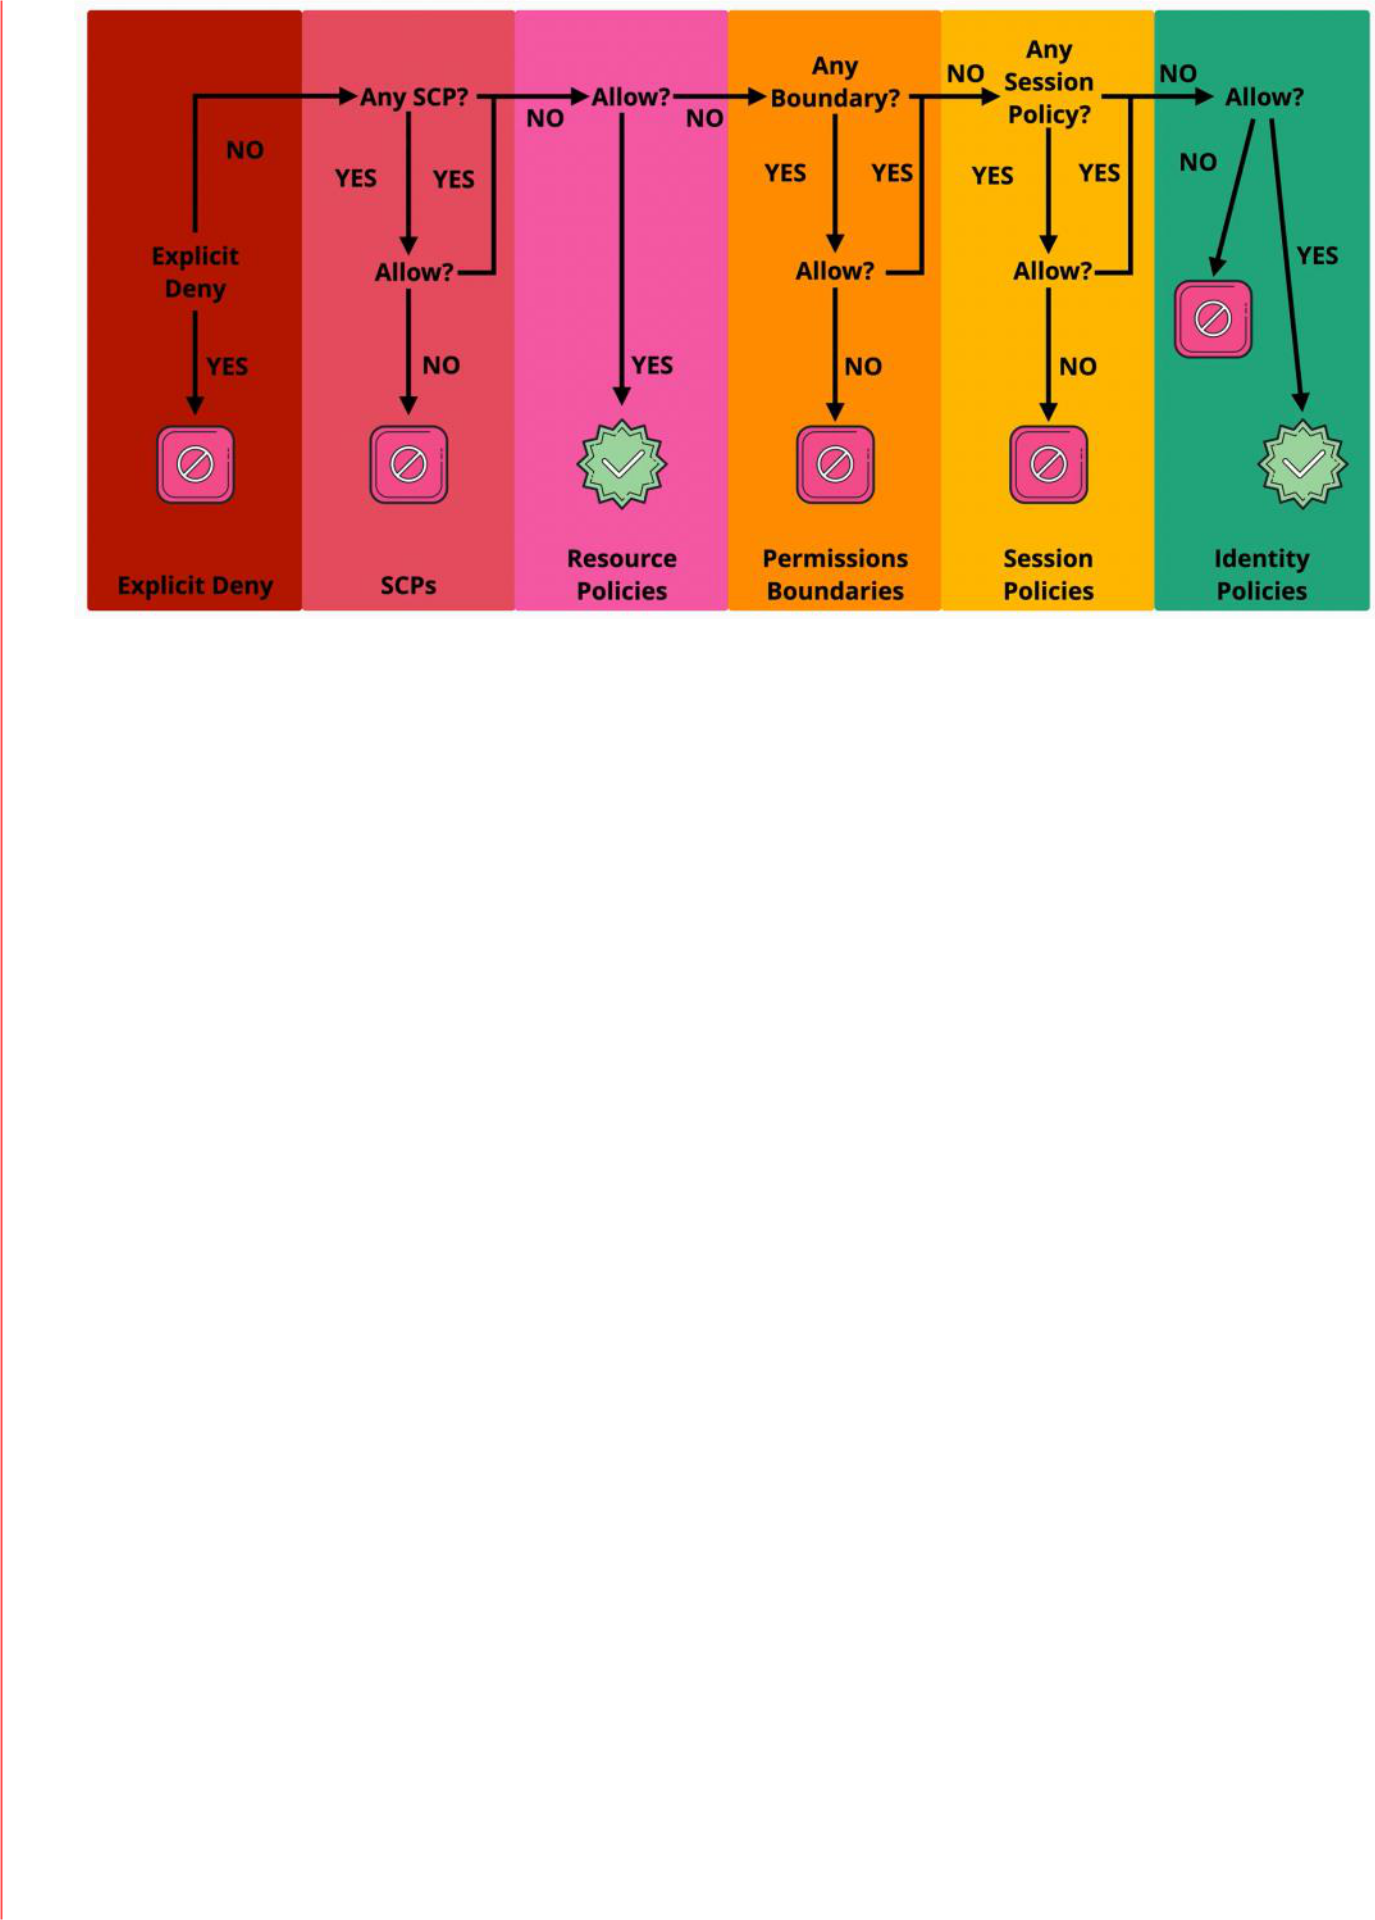 Explicit
Deny
NO
YES
Explicit Deny
Any SCP?
YES
YES
Allow?
NO
SCPs
NO
Allow?
NO
YES
Resource
Policies
Any
Boundary?
YES
YES
Allow?
NO
Permissions
Boundaries
NO
Any
Session
Policy?
YES
YES
Allow?
NO
Session
Policies
NO
Allow?
NO
YES
Identity
Policies